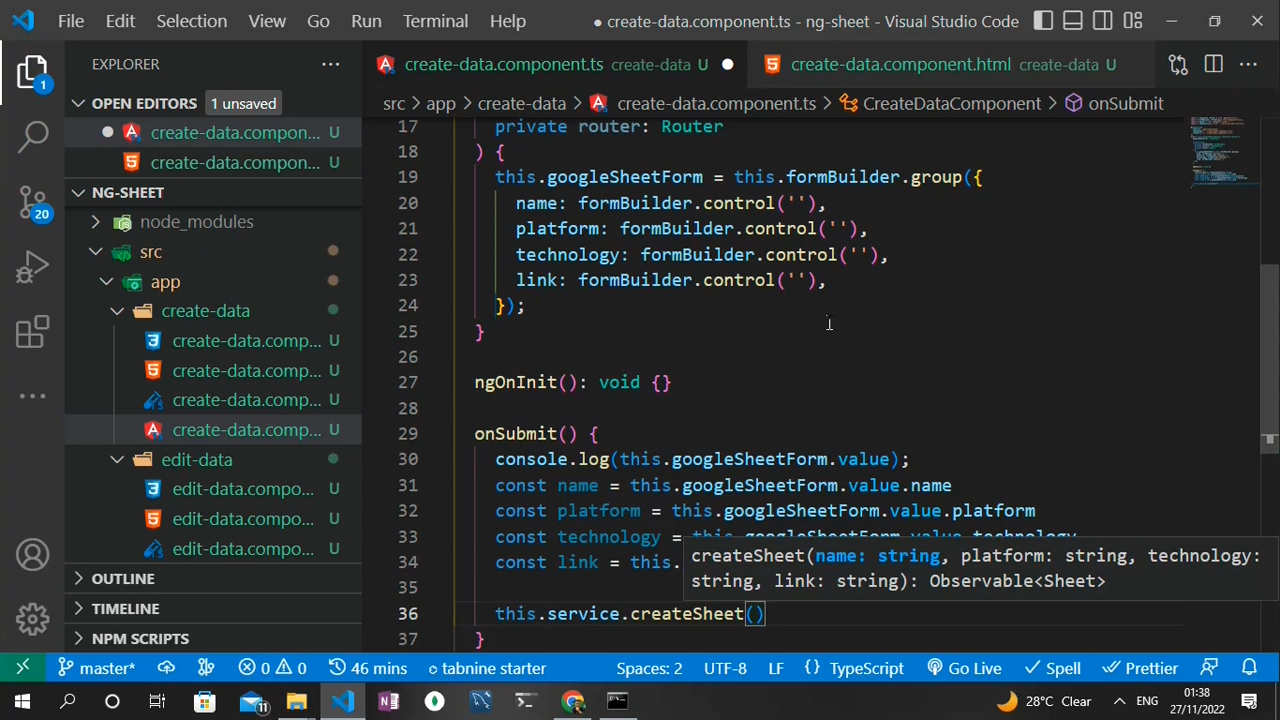 File Edit Selection View Go Run Terminal Help
● create-data.component.ts - ng-sheet - Visual Studio Code
EXPLORER
OPEN EDITORS 1 unsaved
create-data.compon... U
create-data.compon... U
NG-SHEET
node_modules
src
app
create-data
create-data.comp... U
create-data.comp... U
create-data.comp... U
create-data.comp... U
edit-data
edit-data.compo... U
edit-data.compo... U
edit-data.compo... U
OUTLINE
TIMELINE
NPM SCRIPTS
1
20
create-data.component.ts create-data U
create-data.component.html create-data U
src > app > create-data > create-data.component.ts > CreateDataComponent > onSubmit
17 private router: Router
18 ) {
19 this.googleSheetForm = this.formBuilder.group({
20 name: formBuilder.control(''),
21 platform: formBuilder.control(''),
22 technology: formBuilder.control(''),
23 link: formBuilder.control(''),
24 });
25 }
26
27 ngOnInit(): void {}
28
29 onSubmit() {
30 console.log(this.googleSheetForm.value);
31 const name = this.googleSheetForm.value.name
32 const platform = this.googleSheetForm.value.platform
33 const technology =
34 const link = this.
35
36 this.service.createSheet()
37 }
createSheet(name: string, platform: string, technology:
string, link: string): Observable<Sheet>
master* 0 0 46 mins tabnine starter Spaces: 2 UTF-8 LF {} TypeScript Go Live Spell Prettier
11
28°C Clear ENG 01:38
27/11/2022